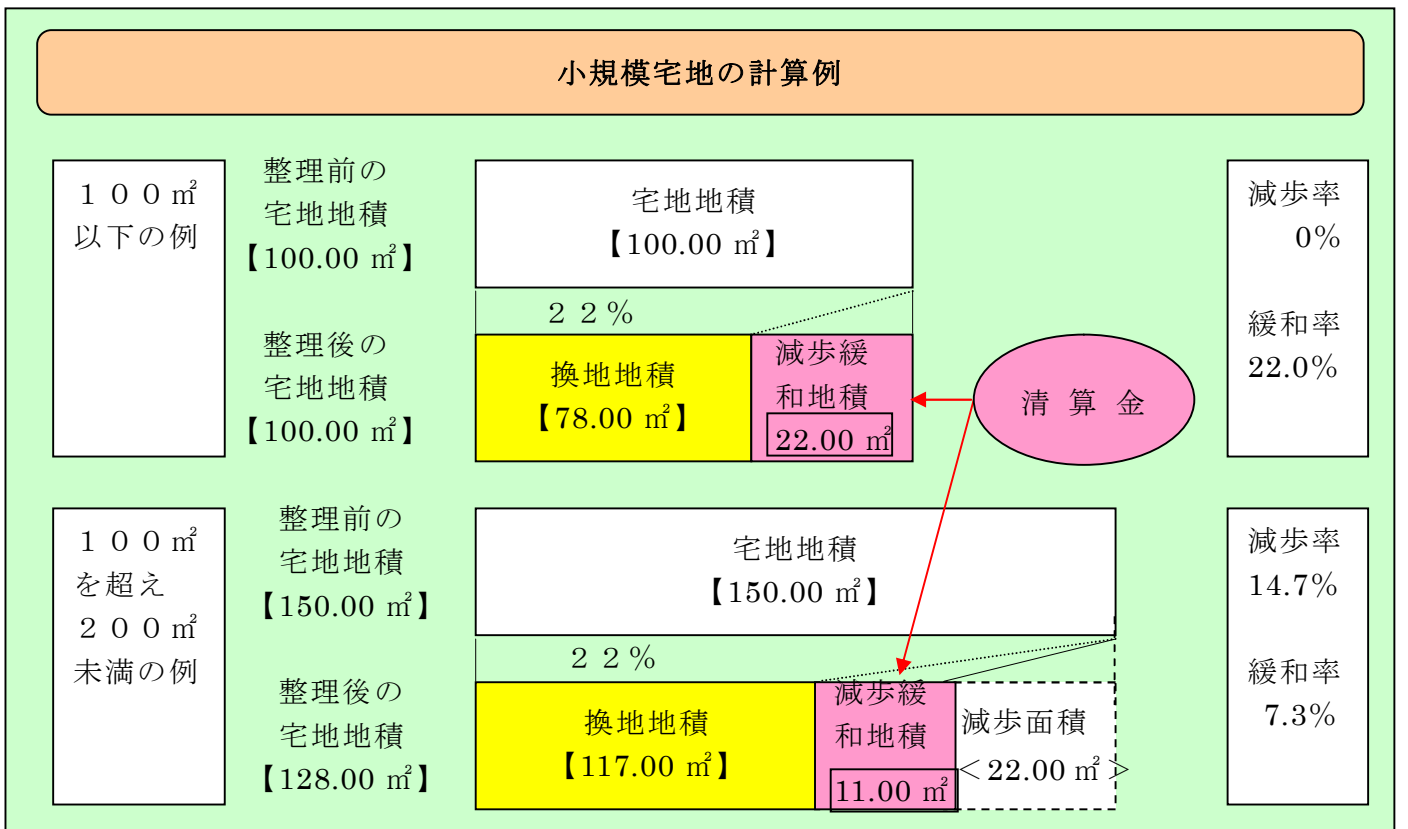 小規模宅地の計算例
１００㎡
以下の例
整理前の
宅地地積
【100.00 ㎡】
宅地地積
【100.00 ㎡】
２２％
整理後の
宅地地積
【100.00 ㎡】
換地地積
【78.00 ㎡】
減歩緩
和地積
22.00 ㎡
清 算 金
減歩率
0%
緩和率
22.0%
１００㎡
を超え
２００㎡
未満の例
整理前の
宅地地積
【150.00 ㎡】
宅地地積
【150.00 ㎡】
２２％
整理後の
宅地地積
【128.00 ㎡】
換地地積
【117.00 ㎡】
減歩緩
和地積
11.00 ㎡
減歩面積
＜22.00 ㎡＞
減歩率
14.7%
緩和率
7.3%